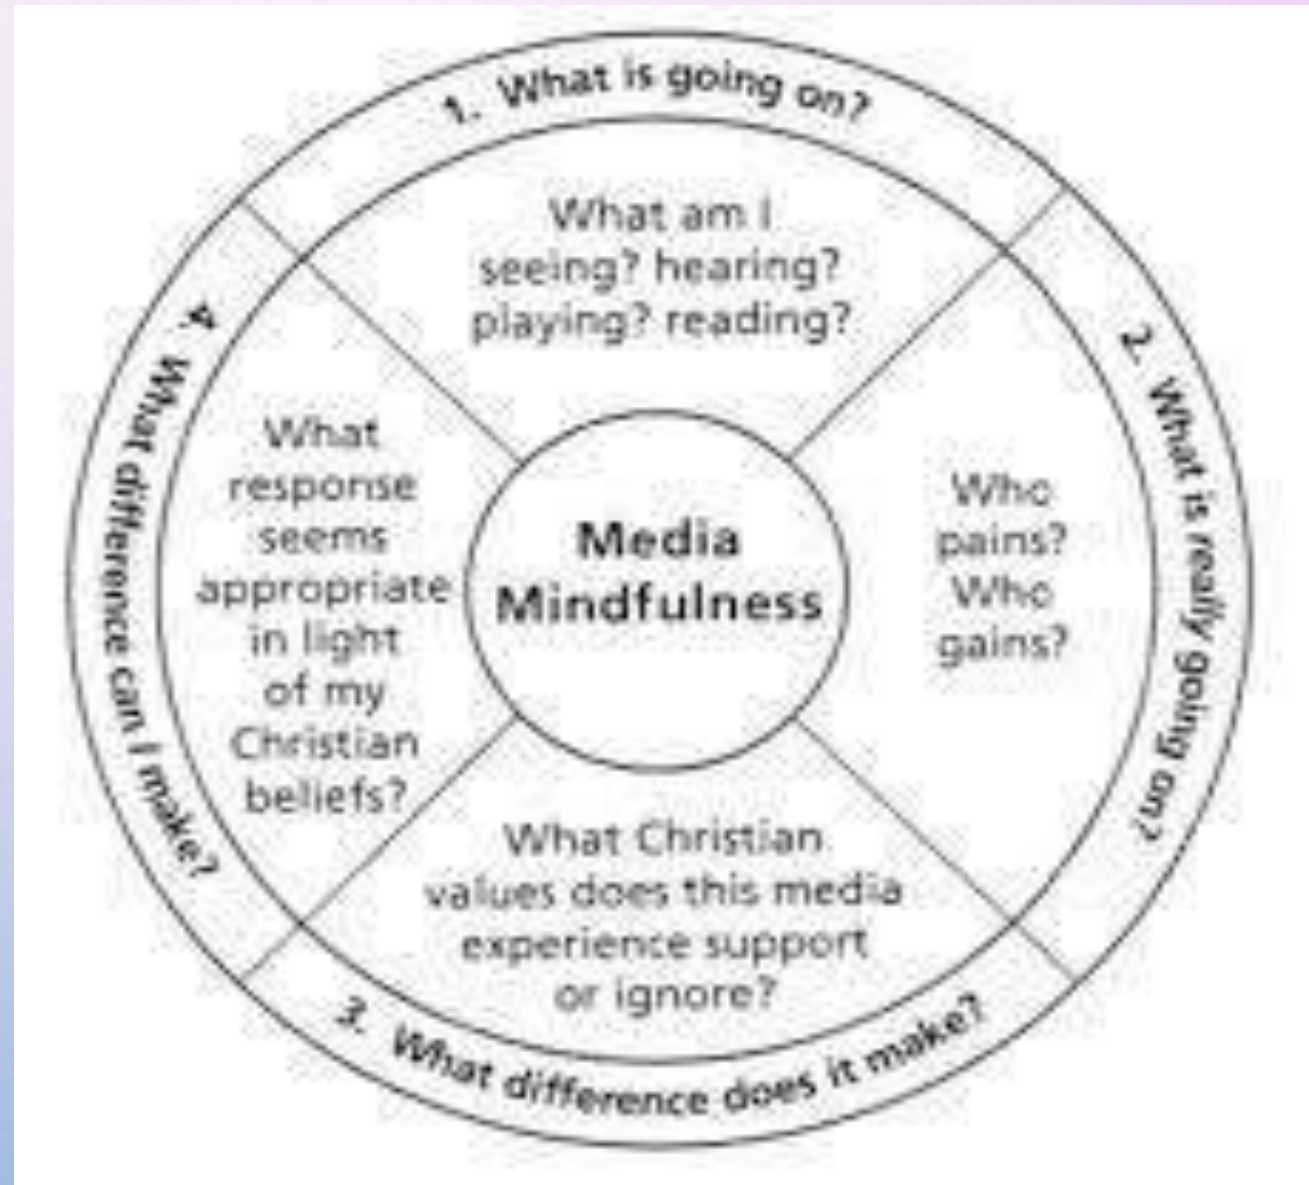 1. What is going on?
What am I
seeing? hearing?
playing? reading?
2. What is really going on?
Who
pains?
Who
gains?
3. What difference does it make?
What Christian
values does this media
experience support
or ignore?
4. What difference can I make?
What
response
seems
appropriate
in light
of my
Christian
beliefs?
Media
Mindfulness